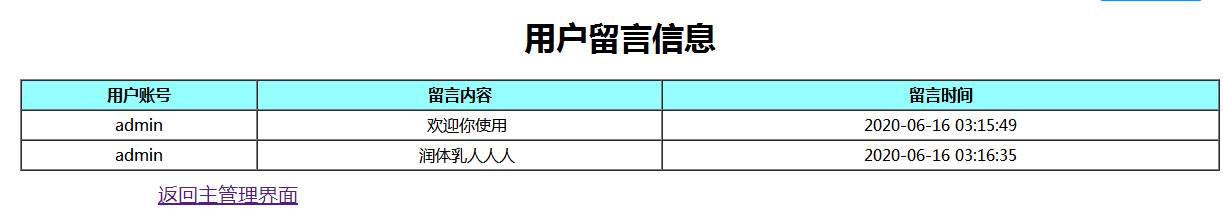 用户留言信息
用户账号 留言内容 留言时间
admin 欢迎你使用 2020-06-16 03:15:49
admin 润体乳人人人 2020-06-16 03:16:35
返回主管理界面